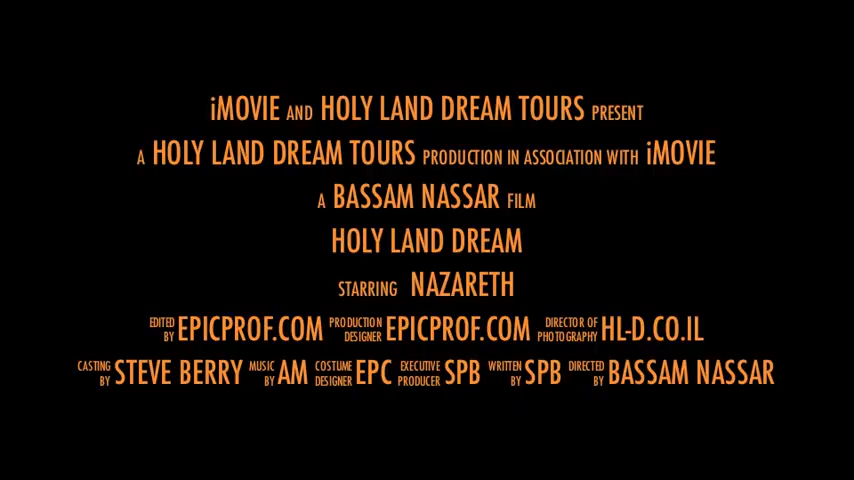 iMOVIE AND HOLY LAND DREAM TOURS PRESENT
A HOLY LAND DREAM TOURS PRODUCTION IN ASSOCIATION WITH iMOVIE
A BASSAM NASSAR FILM
HOLY LAND DREAM
STARRING NAZARETH
EDITED BY EPICPROF.COM PRODUCTION DESIGNER EPICPROF.COM DIRECTOR OF PHOTOGRAPHY HL-D.CO.IL
CASTING BY STEVE BERRY MUSIC BY AM COSTUME DESIGNER EPC EXECUTIVE PRODUCER SPB WRITTEN BY SPB DIRECTED BY BASSAM NASSAR